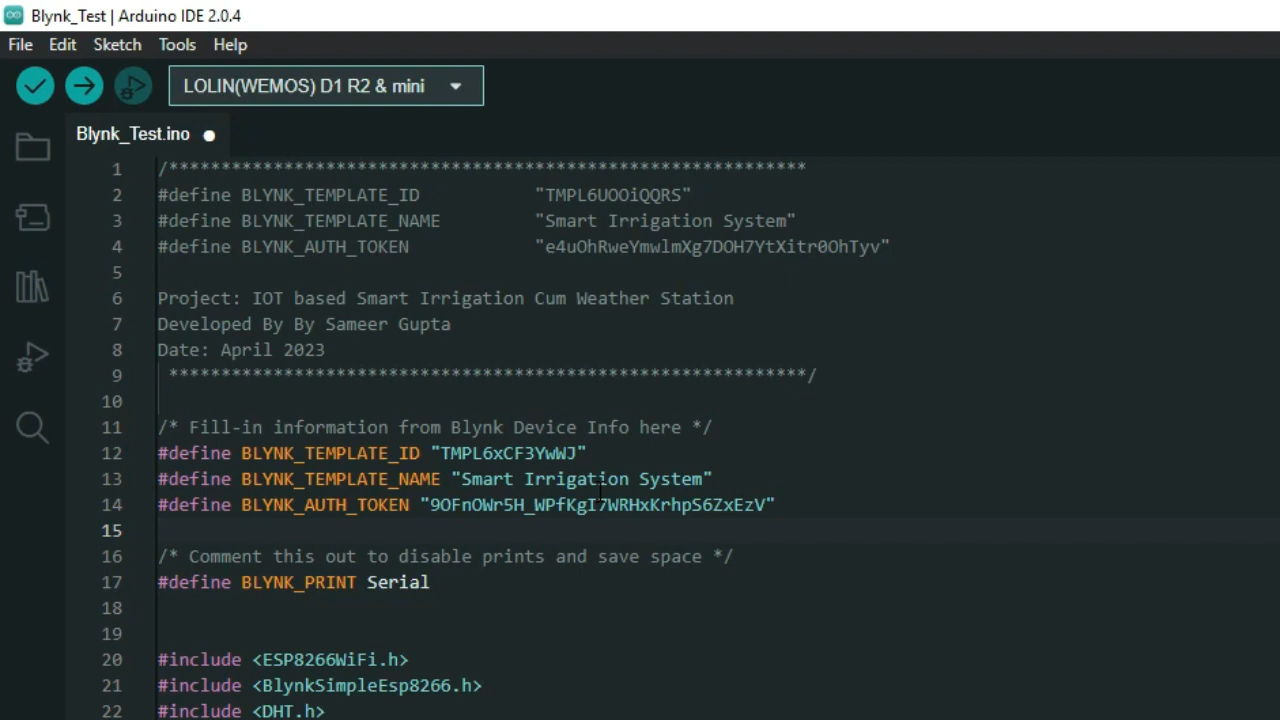 Blynk_Test | Arduino IDE 2.0.4
File Edit Sketch Tools Help
LOLIN(WEMOS) D1 R2 & mini
Blynk_Test.ino
1 /*************************************************************
2 #define BLYNK_TEMPLATE_ID "TMPL6UOOiQQRS"
3 #define BLYNK_TEMPLATE_NAME "Smart Irrigation System"
4 #define BLYNK_AUTH_TOKEN "e4uOhRweYmwlmXg7DOH7YtXitr0OhTyv"
5
6 Project: IOT based Smart Irrigation Cum Weather Station
7 Developed By By Sameer Gupta
8 Date: April 2023
9 *************************************************************/
10
11 /* Fill-in information from Blynk Device Info here */
12 #define BLYNK_TEMPLATE_ID "TMPL6xCF3YwWJ"
13 #define BLYNK_TEMPLATE_NAME "Smart Irrigation System"
14 #define BLYNK_AUTH_TOKEN "9OFnOWr5H_WPfKgI7WRHxKrhpS6ZxEzV"
15
16 /* Comment this out to disable prints and save space */
17 #define BLYNK_PRINT Serial
18
19
20 #include <ESP8266WiFi.h>
21 #include <BlynkSimpleEsp8266.h>
22 #include <DHT.h>